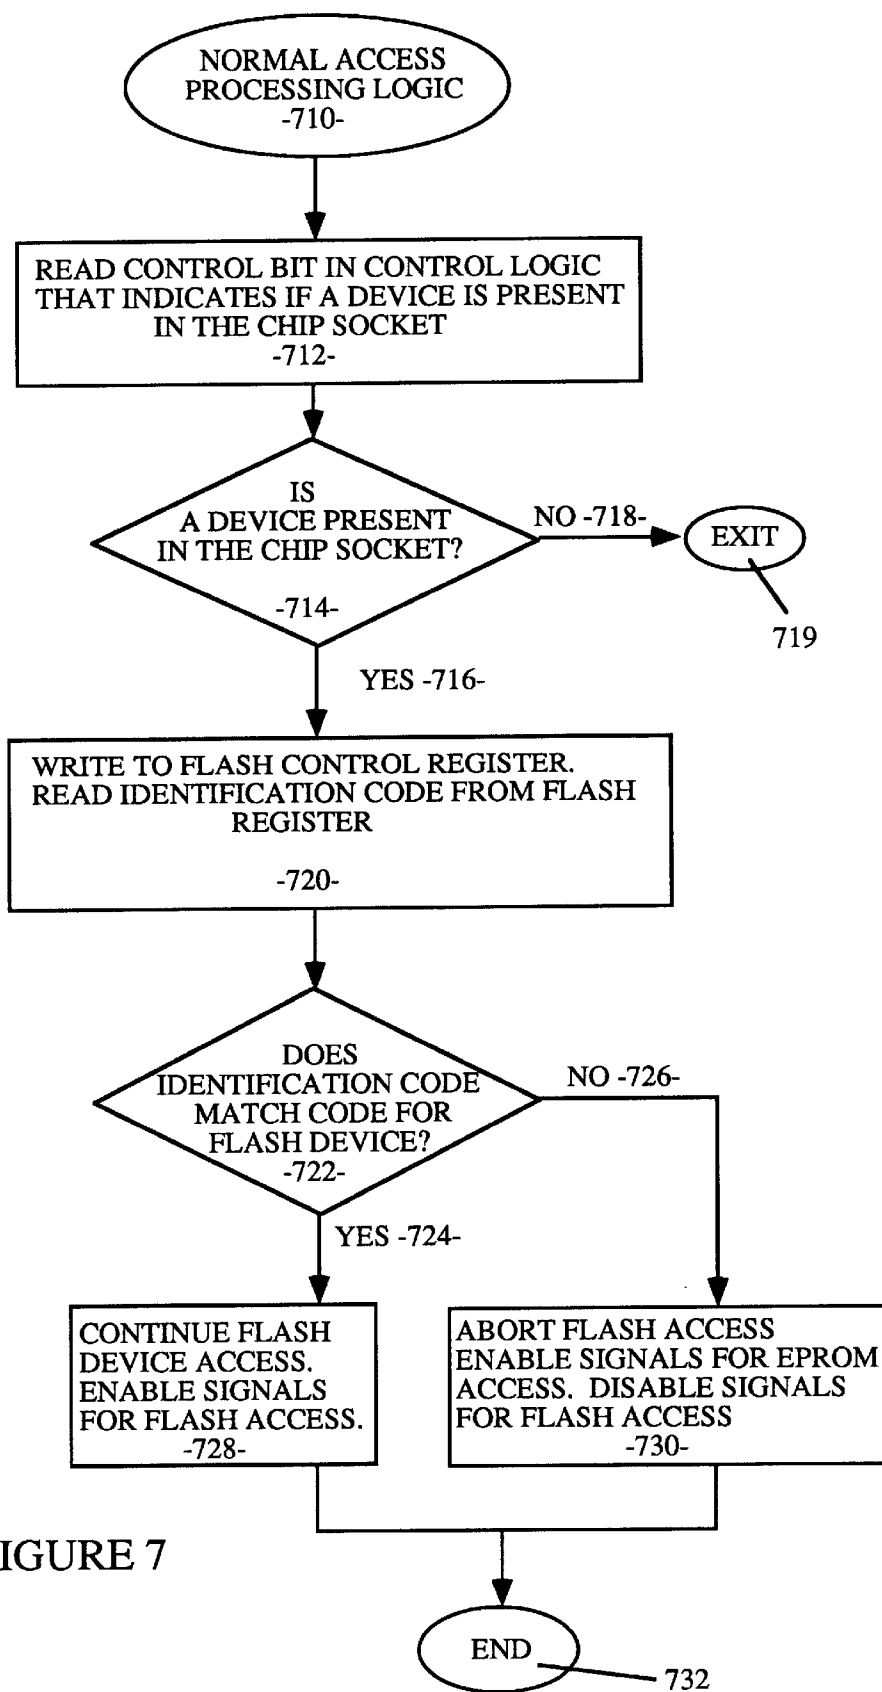 NORMAL ACCESS
PROCESSING LOGIC
-710-
READ CONTROL BIT IN CONTROL LOGIC
THAT INDICATES IF A DEVICE IS PRESENT
IN THE CHIP SOCKET
-712-
IS
A DEVICE PRESENT
IN THE CHIP SOCKET?
-714-
NO -718-
EXIT
719
YES -716-
WRITE TO FLASH CONTROL REGISTER.
READ IDENTIFICATION CODE FROM FLASH
REGISTER
-720-
DOES
IDENTIFICATION CODE
MATCH CODE FOR
FLASH DEVICE?
-722-
NO -726-
YES -724-
CONTINUE FLASH
DEVICE ACCESS.
ENABLE SIGNALS
FOR FLASH ACCESS.
-728-
ABORT FLASH ACCESS
ENABLE SIGNALS FOR EPROM
ACCESS. DISABLE SIGNALS
FOR FLASH ACCESS
-730-
IGURE 7
END
732